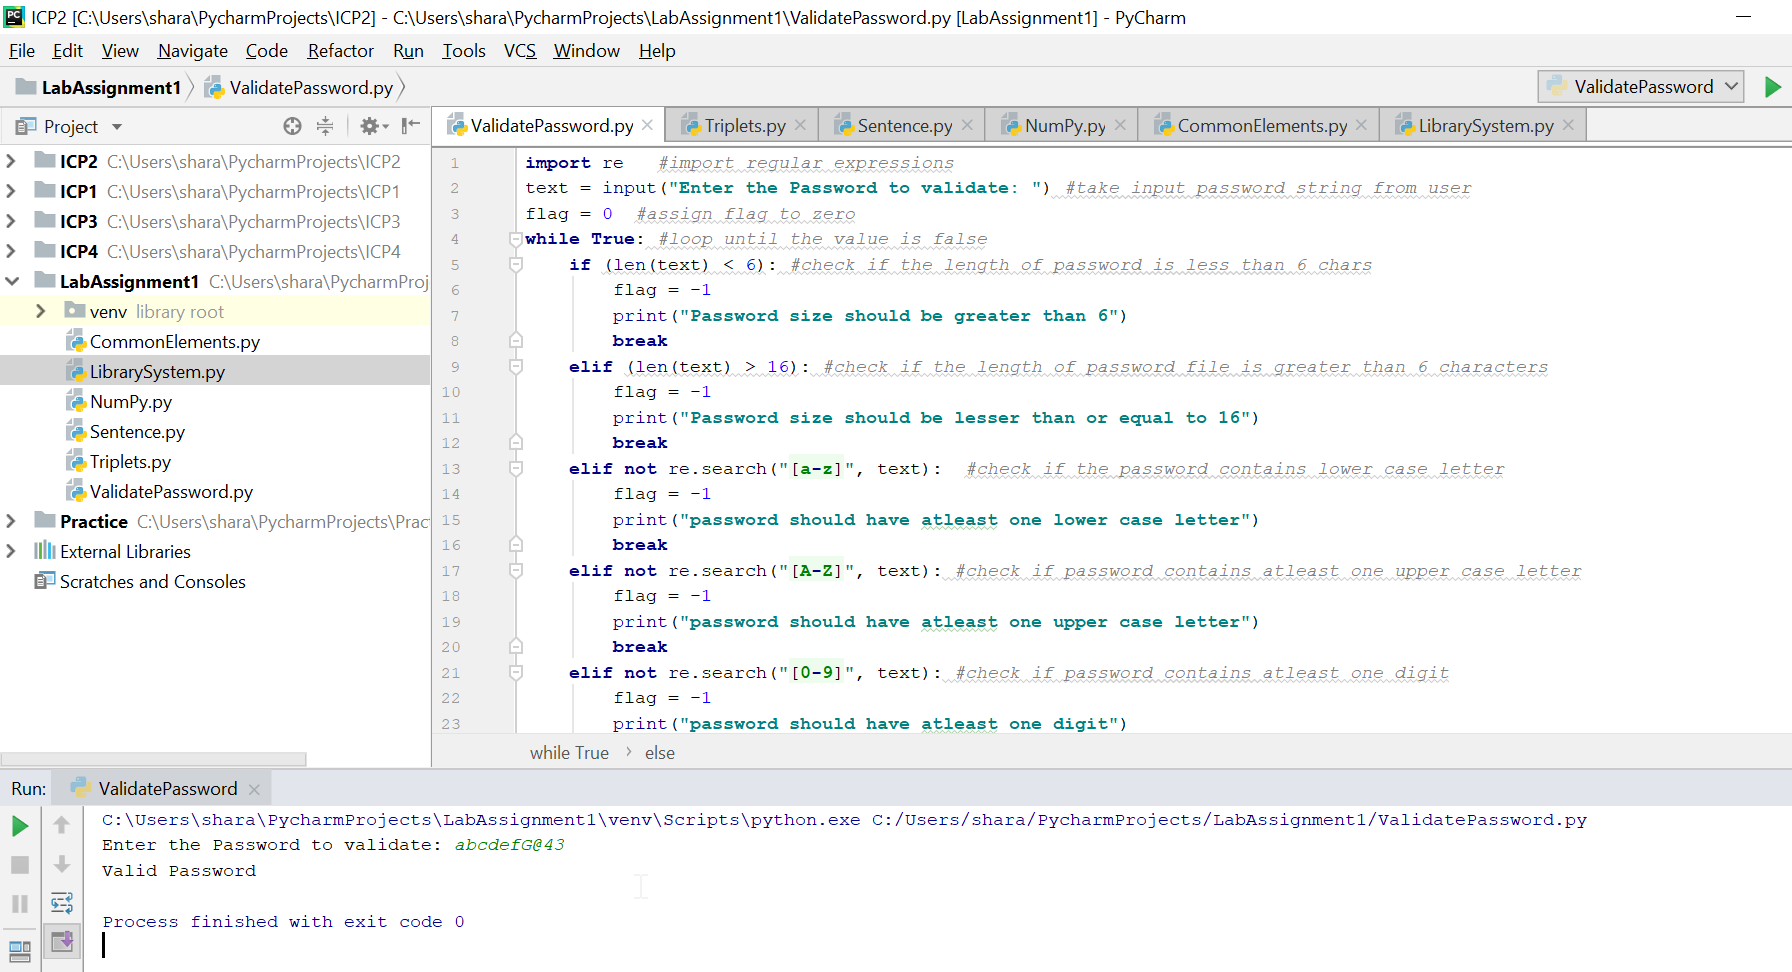 ICP2 [C:\Users\shara\PycharmProjects\ICP2] - C:\Users\shara\PycharmProjects\LabAssignment1\ValidatePassword.py [LabAssignment1] - PyCharm
File Edit View Navigate Code Refactor Run Tools VCS Window Help
LabAssignment1 ValidatePassword.py ValidatePassword
Project
ICP2 C:\Users\shara\PycharmProjects\ICP2
ICP1 C:\Users\shara\PycharmProjects\ICP1
ICP3 C:\Users\shara\PycharmProjects\ICP3
ICP4 C:\Users\shara\PycharmProjects\ICP4
LabAssignment1 C:\Users\shara\PycharmProj
venv library root
CommonElements.py
LibrarySystem.py
NumPy.py
Sentence.py
Triplets.py
ValidatePassword.py
Practice C:\Users\shara\PycharmProjects\Prac
External Libraries
Scratches and Consoles
ValidatePassword.py Triplets.py Sentence.py NumPy.py CommonElements.py LibrarySystem.py
1 import re #import regular expressions
2 text = input("Enter the Password to validate: ") #take input password string from user
3 flag = 0 #assign flag to zero
4 while True: #loop until the value is false
5 if (len(text) < 6): #check if the length of password is less than 6 chars
6 flag = -1
7 print("Password size should be greater than 6")
8 break
9 elif (len(text) > 16): #check if the length of password file is greater than 6 characters
10 flag = -1
11 print("Password size should be lesser than or equal to 16")
12 break
13 elif not re.search("[a-z]", text): #check if the password contains lower case letter
14 flag = -1
15 print("password should have atleast one lower case letter")
16 break
17 elif not re.search("[A-Z]", text): #check if password contains atleast one upper case letter
18 flag = -1
19 print("password should have atleast one upper case letter")
20 break
21 elif not re.search("[0-9]", text): #check if password contains atleast one digit
22 flag = -1
23 print("password should have atleast one digit")
while True › else
Run: ValidatePassword
C:\Users\shara\PycharmProjects\LabAssignment1\venv\Scripts\python.exe C:/Users/shara/PycharmProjects/LabAssignment1/ValidatePassword.py
Enter the Password to validate: abcdefG@43
Valid Password
Process finished with exit code 0